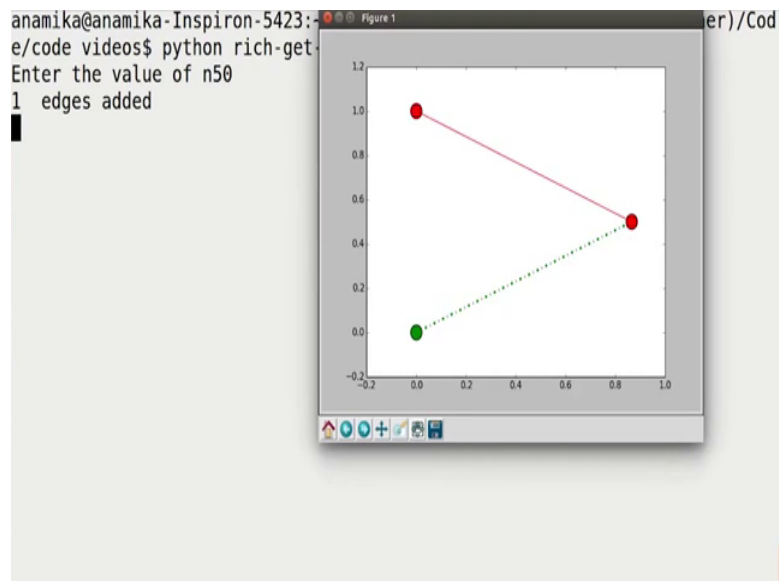 anamika@anamika-Inspiron-5423:~ er)/Cod
e/code videos$ python rich-get-
Enter the value of n50
1 edges added
Figure 1
1.2
1.0
0.8
0.6
0.4
0.2
0.0
−0.2
−0.2 0.0 0.2 0.4 0.6 0.8 1.0